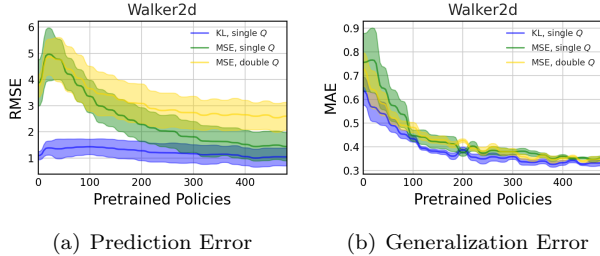 Walker2d
RMSE
6
5
4
3
2
1
KL, single Q
MSE, single Q
MSE, double Q
0 100 200 300 400
Pretrained Policies
(a) Prediction Error
Walker2d
MAE
0.9
0.8
0.7
0.6
0.5
0.4
0.3
KL, single Q
MSE, single Q
MSE, double Q
0 100 200 300 400
Pretrained Policies
(b) Generalization Error